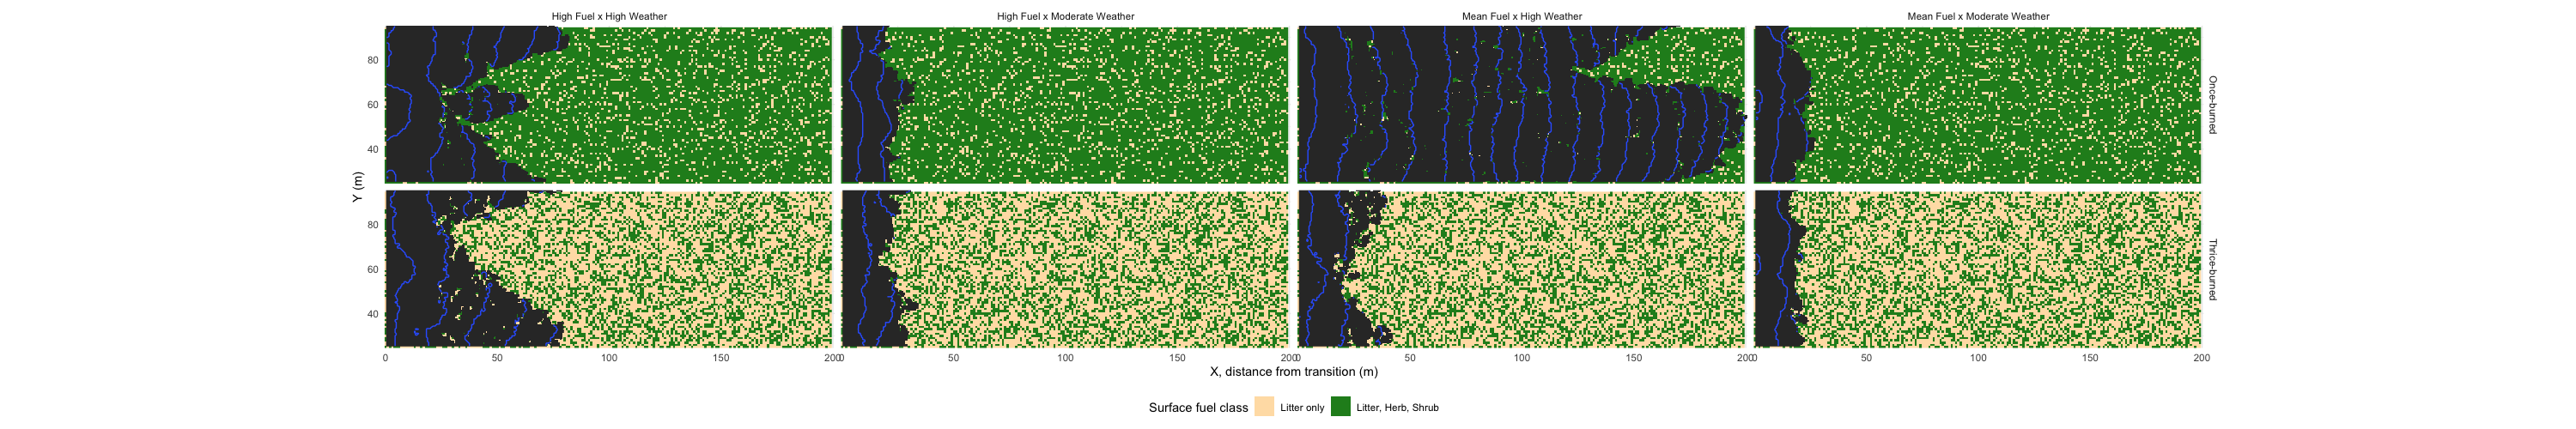 High Fuel x High Weather High Fuel x Moderate Weather Mean Fuel x High Weather Mean Fuel x Moderate Weather
80
60
40
Once-burned
Y (m)
80
60
40
Thrice-burned
0 50 100 150 200 0 50 100 150 200 0 50 100 150 200 0 50 100 150 200
X, distance from transition (m)
Surface fuel class Litter only Litter, Herb, Shrub